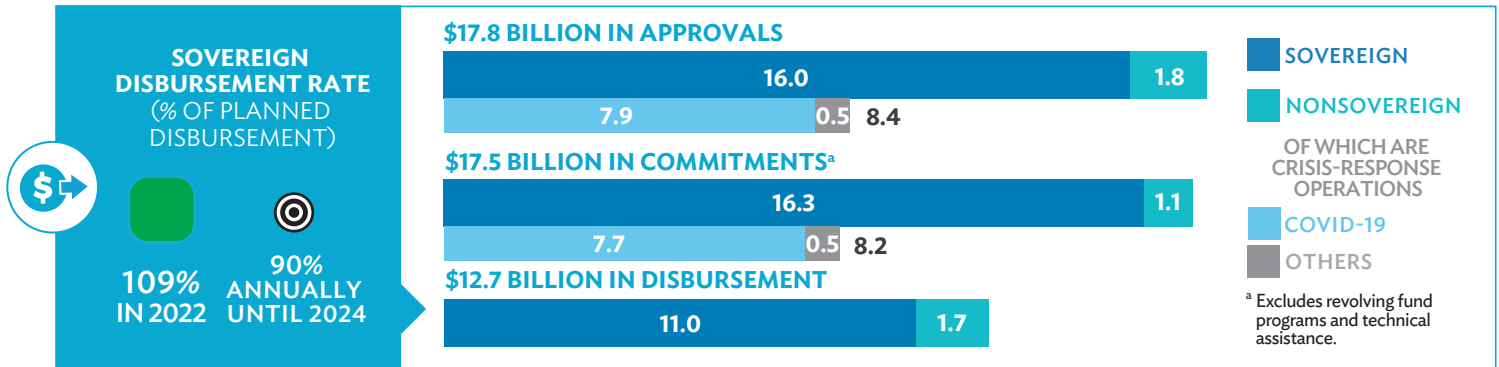 SOVEREIGN
DISBURSEMENT RATE
(% OF PLANNED
DISBURSEMENT)
$
109%
IN 2022
90%
ANNUALLY
UNTIL 2024
$17.8 BILLION IN APPROVALS
16.0 1.8
7.9 0.5 8.4
$17.5 BILLION IN COMMITMENTSᵃ
16.3 1.1
7.7 0.5 8.2
$12.7 BILLION IN DISBURSEMENT
11.0 1.7
SOVEREIGN
NONSOVEREIGN
OF WHICH ARE
CRISIS-RESPONSE
OPERATIONS
COVID-19
OTHERS
ᵃ Excludes revolving fund
programs and technical
assistance.